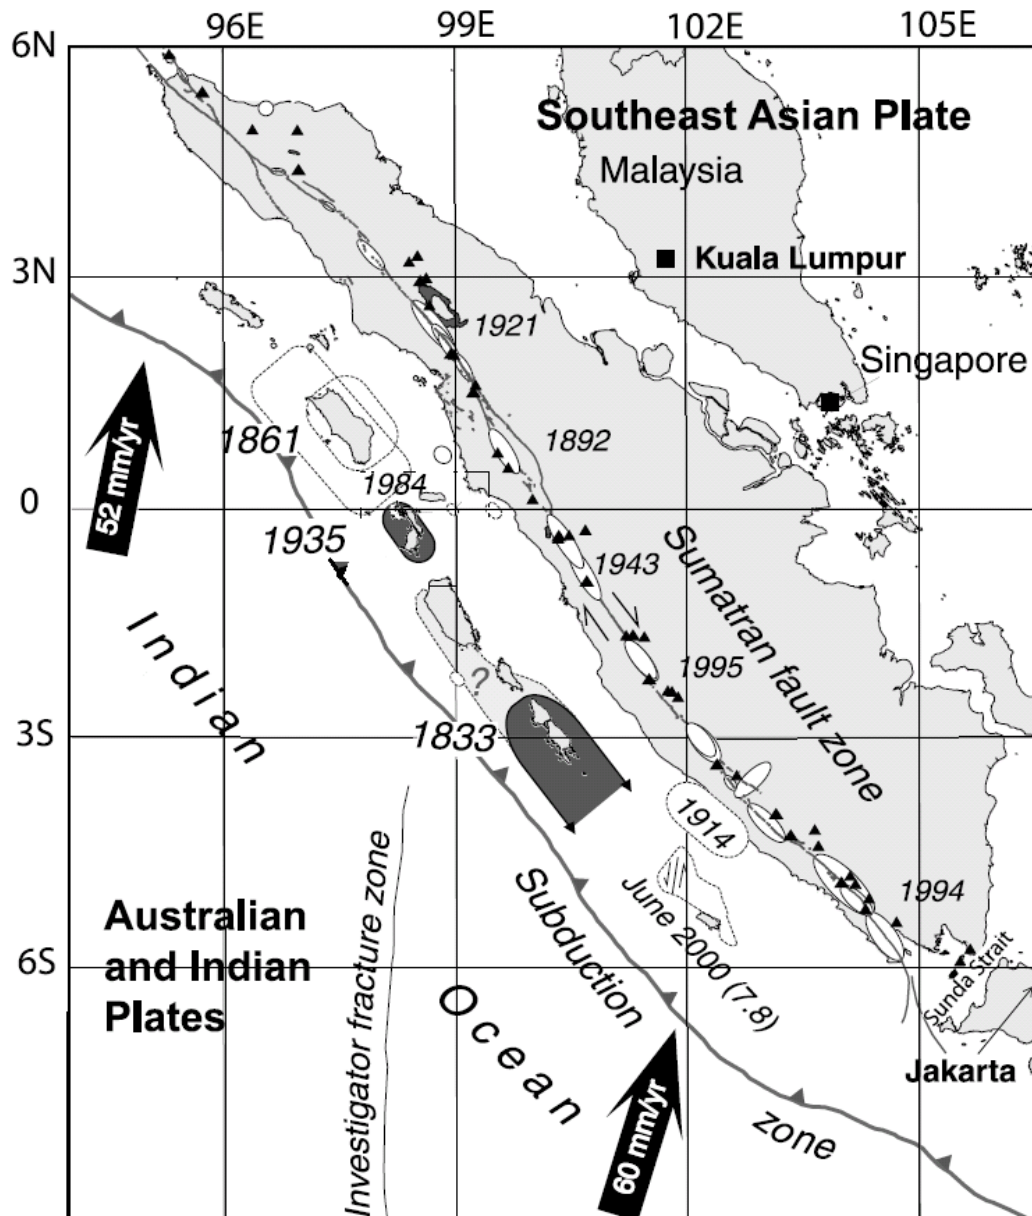 96E 99E 102E 105E
6N
Southeast Asian Plate
Malaysia
Kuala Lumpur
3N
1921
Singapore
1861
52 mm/yr
1892
1984
0
1935
1943
Sumatran fault zone
Indian
1995
?
3S
1833
1914
1994
June 2000 (7.8)
Australian
and Indian
Plates
Investigator fracture zone
Subduction
6S
Sunda Strait
Ocean
Jakarta
60 mm/yr
zone